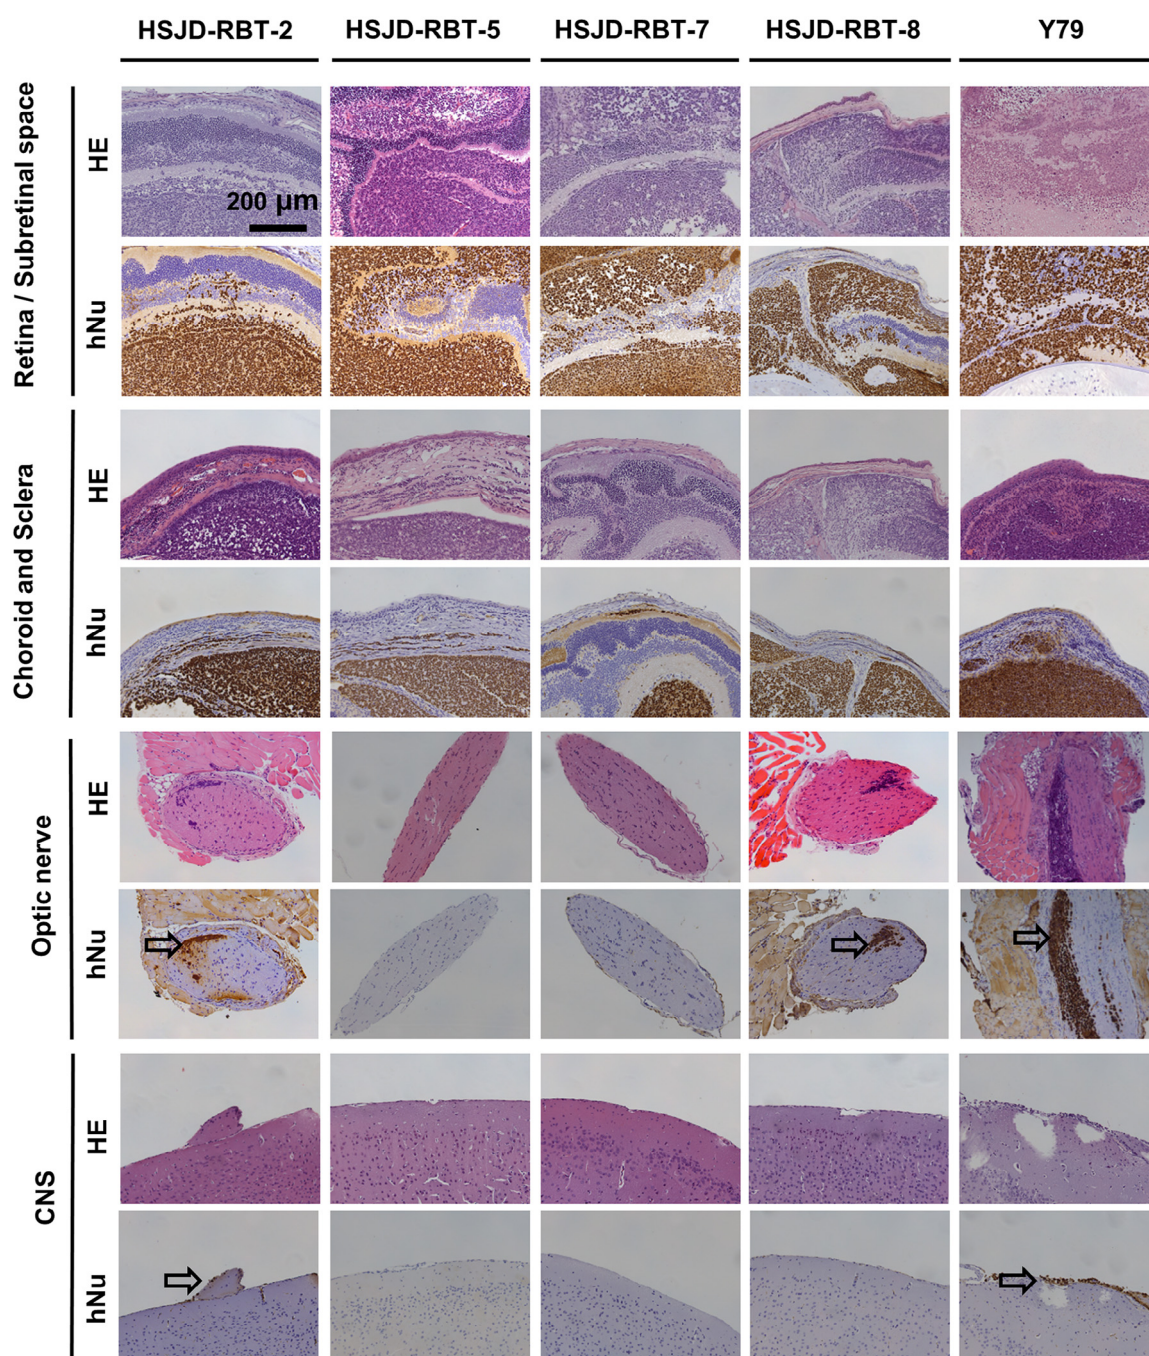 HSJD-RBT-2 HSJD-RBT-5 HSJD-RBT-7 HSJD-RBT-8 Y79
Retina / Subretinal space
HE
200 µm
hNu
Choroid and Sclera
HE
hNu
Optic nerve
HE
hNu
CNS
HE
hNu